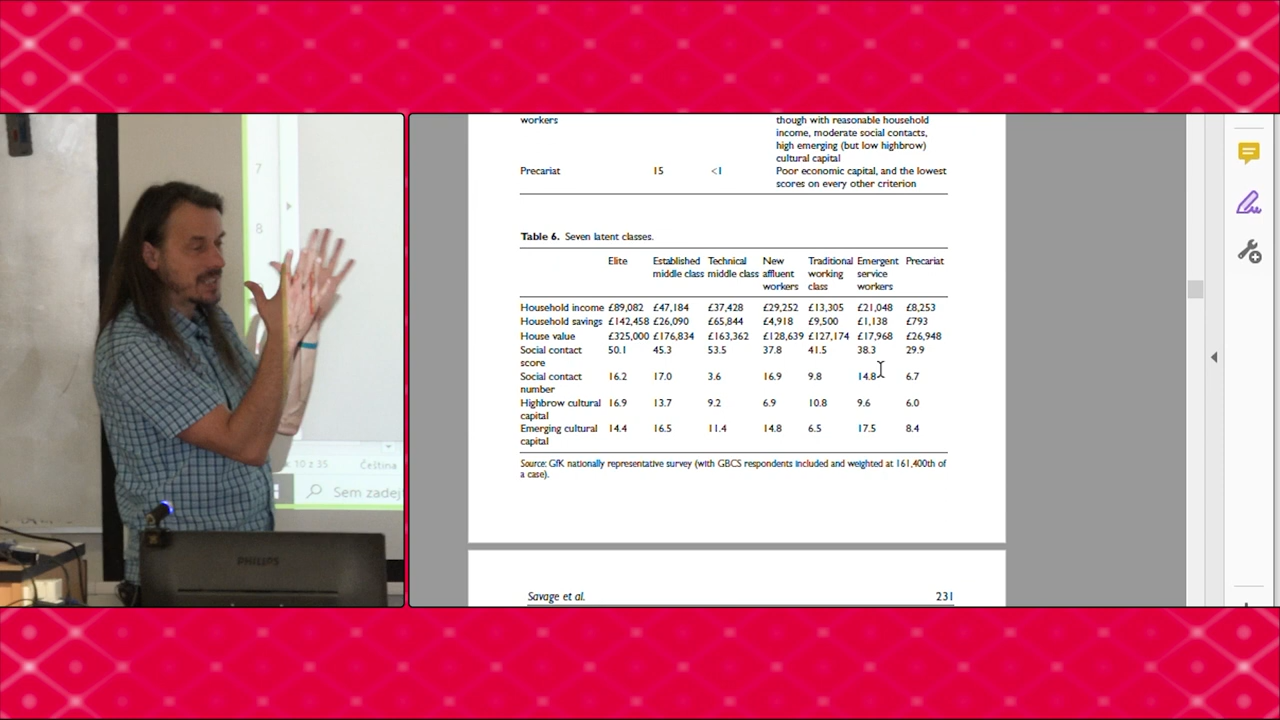 7
8
10 z 35
Čeština
Sem zadej
PHILIPS
workers
though with reasonable household
income, moderate social contacts,
high emerging (but low highbrow)
cultural capital
Precariat 15 <1 Poor economic capital, and the lowest
scores on every other criterion
Table 6. Seven latent classes.
Elite Established Technical New Traditional Emergent Precariat
middle class middle class affluent working service
workers class workers
Household income £89,082 £47,184 £37,428 £29,252 £13,305 £21,048 £8,253
Household savings £142,458 £26,090 £65,844 £4,918 £9,500 £1,138 £793
House value £325,000 £176,834 £163,362 £128,639 £127,174 £17,968 £26,948
Social contact 50.1 45.3 53.5 37.8 41.5 38.3 29.9
score
Social contact 16.2 17.0 3.6 16.9 9.8 14.8 6.7
number
Highbrow cultural 16.9 13.7 9.2 6.9 10.8 9.6 6.0
capital
Emerging cultural 14.4 16.5 11.4 14.8 6.5 17.5 8.4
capital
Source: GfK nationally representative survey (with GBCS respondents included and weighted at 161,400th of
a case).
Savage et al. 231